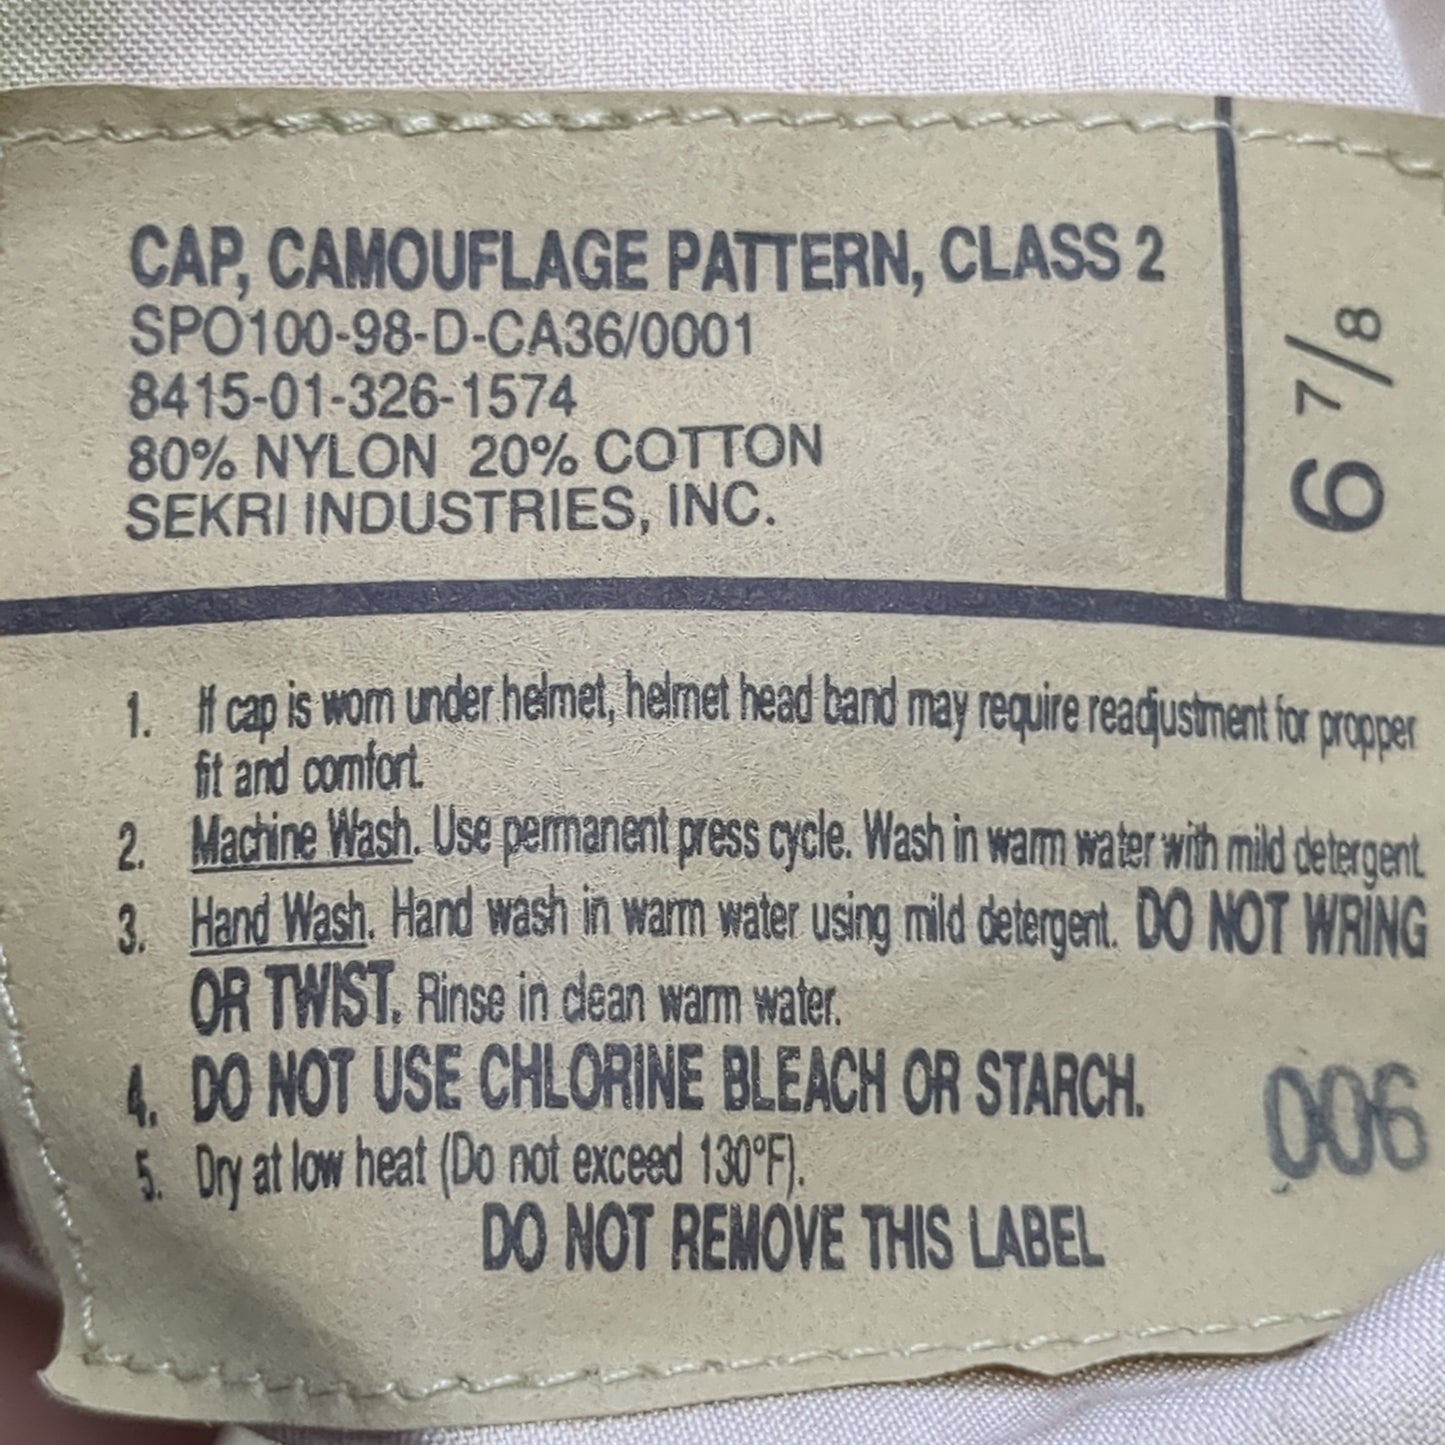 CAP, CAMOUFLAGE PATTERN, CLASS 2
SPO100-98-D-CA36/0001
8415-01-326-1574
80% NYLON 20% COTTON
SEKRI INDUSTRIES, INC.
6 7/8
1. If cap is worn under helmet, helmet head band may require readjustment for propper
fit and comfort.
2. Machine Wash. Use permanent press cycle. Wash in warm water with mild detergent.
3. Hand Wash. Hand wash in warm water using mild detergent. DO NOT WRING
OR TWIST. Rinse in clean warm water.
4. DO NOT USE CHLORINE BLEACH OR STARCH.
5. Dry at low heat (Do not exceed 130°F).
DO NOT REMOVE THIS LABEL
006